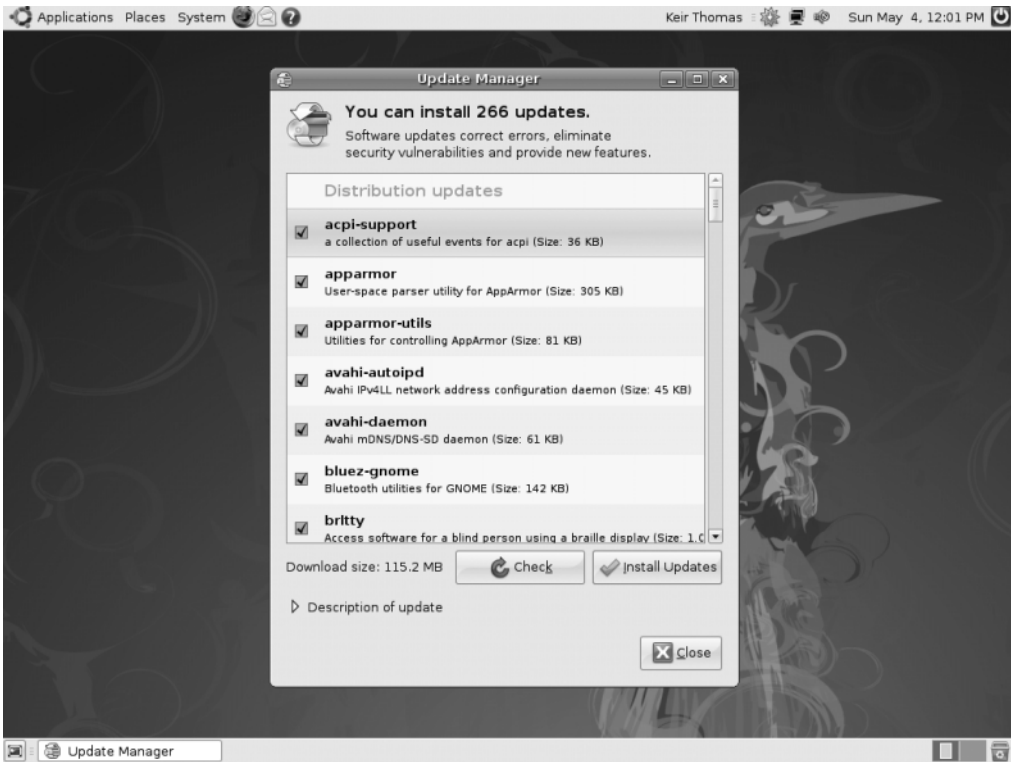 Applications Places System
Keir Thomas
Sun May 4, 12:01 PM
Update Manager
You can install 266 updates.
Software updates correct errors, eliminate
security vulnerabilities and provide new features.
Distribution updates
acpi-support
a collection of useful events for acpi (Size: 36 KB)
apparmor
User-space parser utility for AppArmor (Size: 305 KB)
apparmor-utils
Utilities for controlling AppArmor (Size: 81 KB)
avahi-autoipd
Avahi IPv4LL network address configuration daemon (Size: 45 KB)
avahi-daemon
Avahi mDNS/DNS-SD daemon (Size: 61 KB)
bluez-gnome
Bluetooth utilities for GNOME (Size: 142 KB)
brltty
Access software for a blind person using a braille display (Size:
Download size: 115.2 MB
Check
Install Updates
Description of update
Close
Update Manager